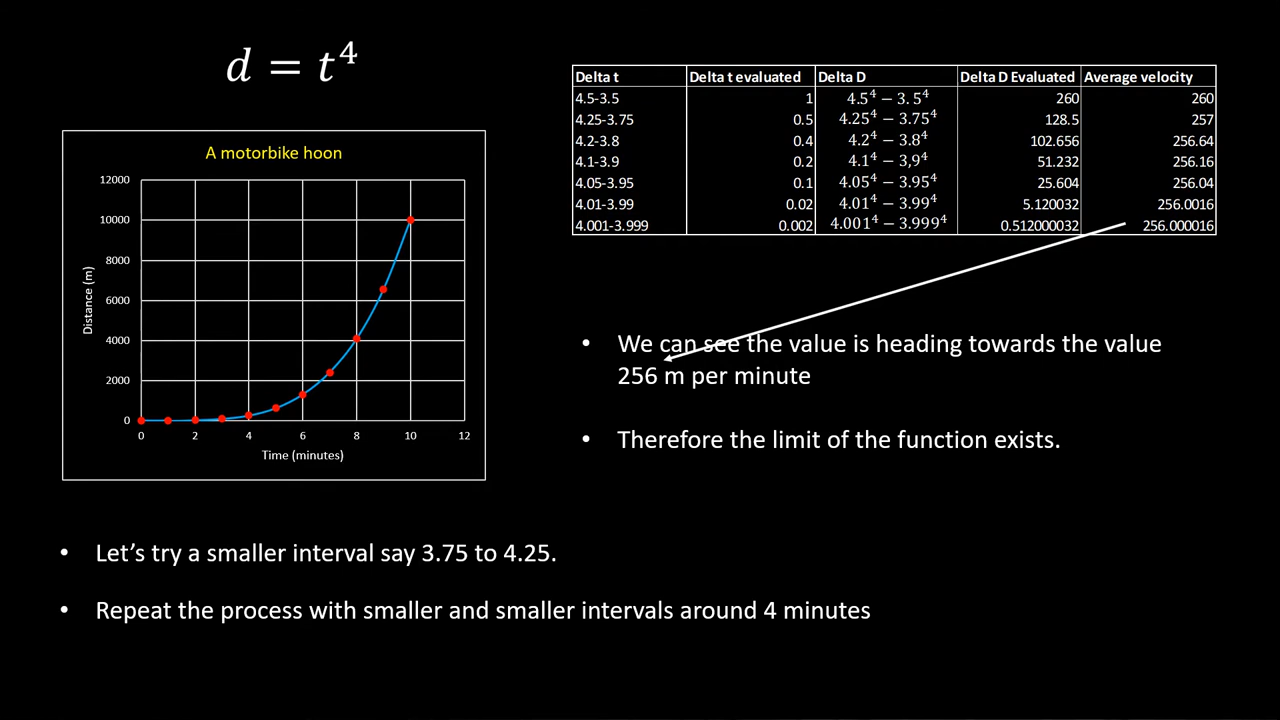 d = t⁴
A motorbike hoon
12000
10000
8000
6000
4000
2000
0
Distance (m)
0 2 4 6 8 10 12
Time (minutes)
Delta t Delta t evaluated Delta D Delta D Evaluated Average velocity
4.5-3.5 1 4.5⁴ − 3.5⁴ 260 260
4.25-3.75 0.5 4.25⁴ − 3.75⁴ 128.5 257
4.2-3.8 0.4 4.2⁴ − 3.8⁴ 102.656 256.64
4.1-3.9 0.2 4.1⁴ − 3,9⁴ 51.232 256.16
4.05-3.95 0.1 4.05⁴ − 3.95⁴ 25.604 256.04
4.01-3.99 0.02 4.01⁴ − 3.99⁴ 5.120032 256.0016
4.001-3.999 0.002 4.001⁴ − 3.999⁴ 0.512000032 256.000016
• We can see the value is heading towards the value
256 m per minute
• Therefore the limit of the function exists.
• Let’s try a smaller interval say 3.75 to 4.25.
• Repeat the process with smaller and smaller intervals around 4 minutes